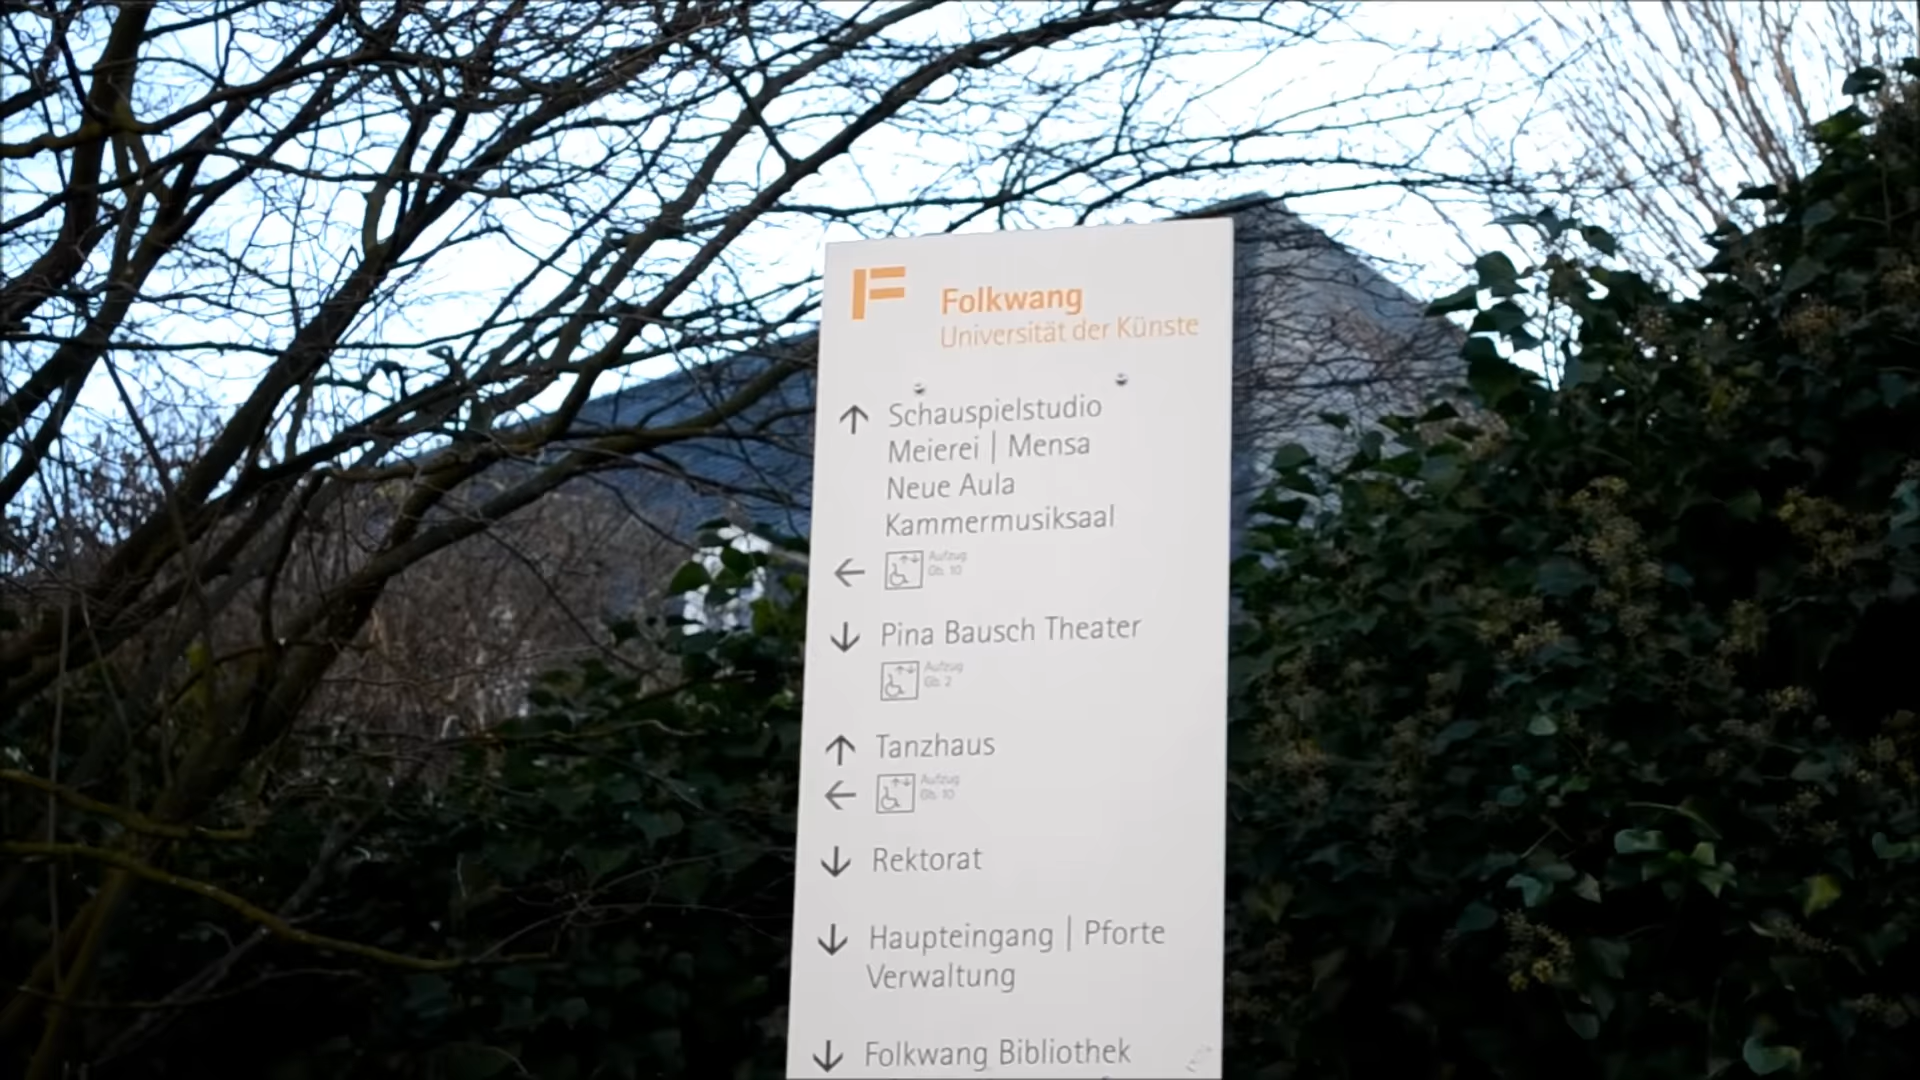 Folkwang
Universität der Künste
↑ Schauspielstudio
Meierei | Mensa
Neue Aula
Kammermusiksaal
← Aufzug
Gb. 10
↓ Pina Bausch Theater
Aufzug
Gb. 2
↑ Tanzhaus
← Aufzug
Gb. 10
↓ Rektorat
↓ Haupteingang | Pforte
Verwaltung
↓ Folkwang Bibliothek